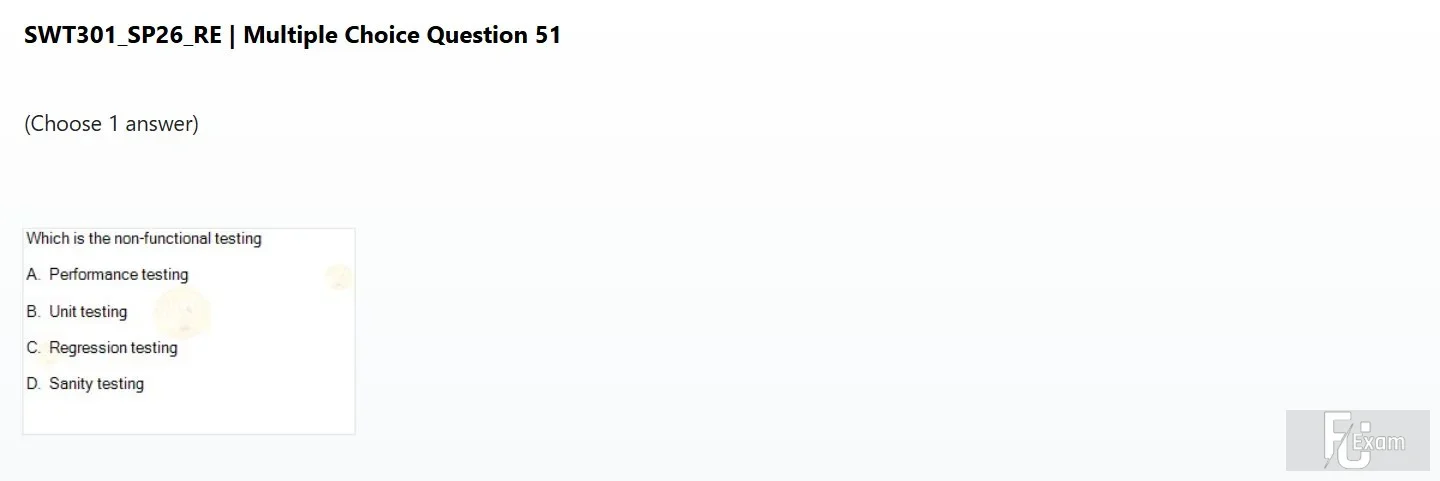 SWT301_SP26_RE | Multiple Choice Question 51
(Choose 1 answer)
Which is the non-functional testing
A. Performance testing
B. Unit testing
C. Regression testing
D. Sanity testing
FU Exam